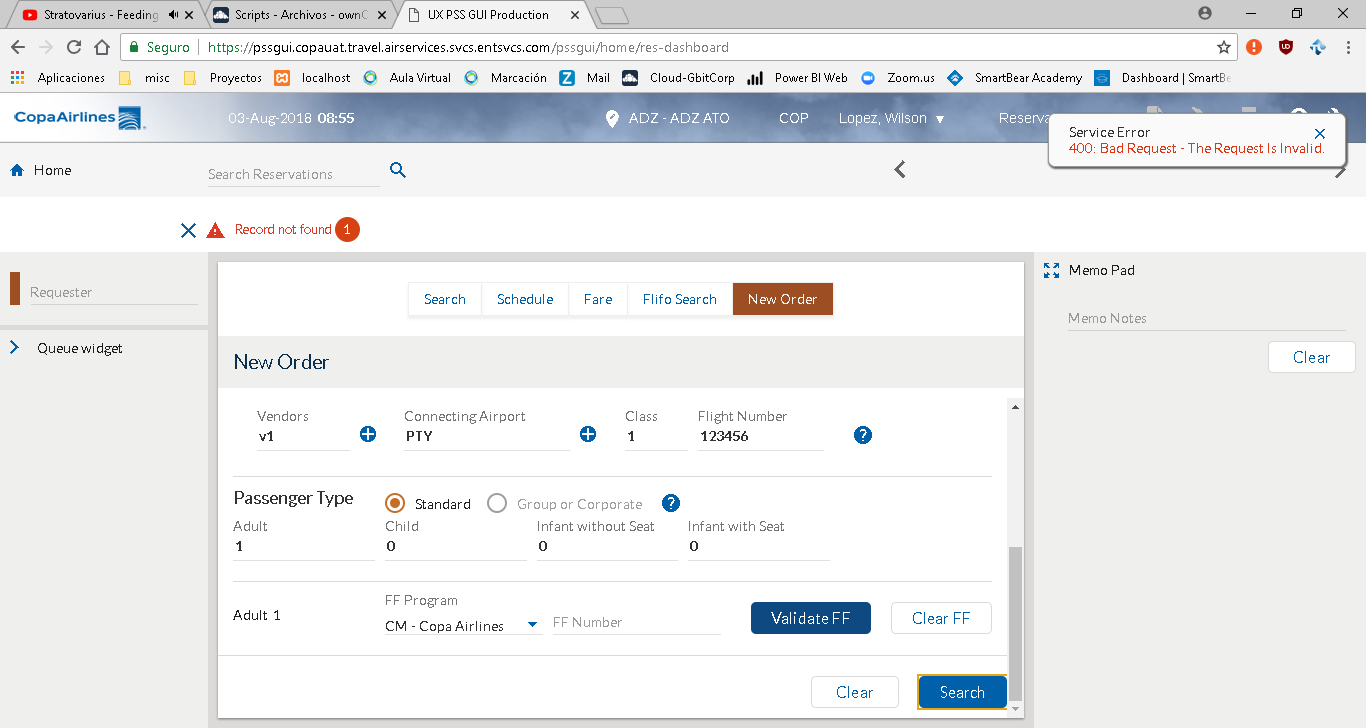 Stratovarius - Feeding
Scripts - Archivos - ownC
UX PSS GUI Production
Seguro
https://pssgui.copauat.travel.airservices.svcs.entsvcs.com/pssgui/home/res-dashboard
Aplicaciones misc Proyectos localhost Aula Virtual Marcación Mail Cloud-GbitCorp Power BI Web Zoom.us SmartBear Academy Dashboard | SmartBe
CopaAirlines 03-Aug-2018 08:55 ADZ - ADZ ATO COP Lopez, Wilson Reserva
Service Error
400: Bad Request - The Request Is Invalid.
Home Search Reservations
Record not found 1
Requester
Queue widget
Search Schedule Fare Flifo Search New Order
New Order
Vendors Connecting Airport Class Flight Number
v1 PTY 1 123456
Passenger Type Standard Group or Corporate
Adult Child Infant without Seat Infant with Seat
1 0 0 0
Adult 1
FF Program
CM - Copa Airlines FF Number Validate FF Clear FF
Clear Search
Memo Pad
Memo Notes
Clear